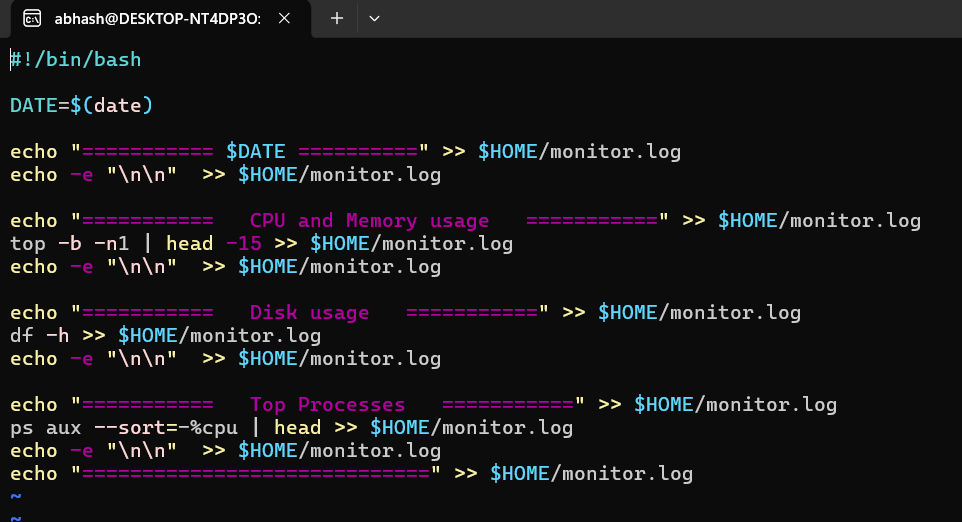 abhash@DESKTOP-NT4DP3O:
#!/bin/bash
DATE=$(date)
echo "=========== $DATE ==========" >> $HOME/monitor.log
echo -e "\n\n"  >> $HOME/monitor.log
echo "===========   CPU and Memory usage   ===========" >> $HOME/monitor.log
top -b -n1 | head -15 >> $HOME/monitor.log
echo -e "\n\n"  >> $HOME/monitor.log
echo "===========   Disk usage   ===========" >> $HOME/monitor.log
df -h >> $HOME/monitor.log
echo -e "\n\n"  >> $HOME/monitor.log
echo "===========   Top Processes   ===========" >> $HOME/monitor.log
ps aux --sort=-%cpu | head >> $HOME/monitor.log
echo -e "\n\n"  >> $HOME/monitor.log
echo "=============================" >> $HOME/monitor.log
~
~